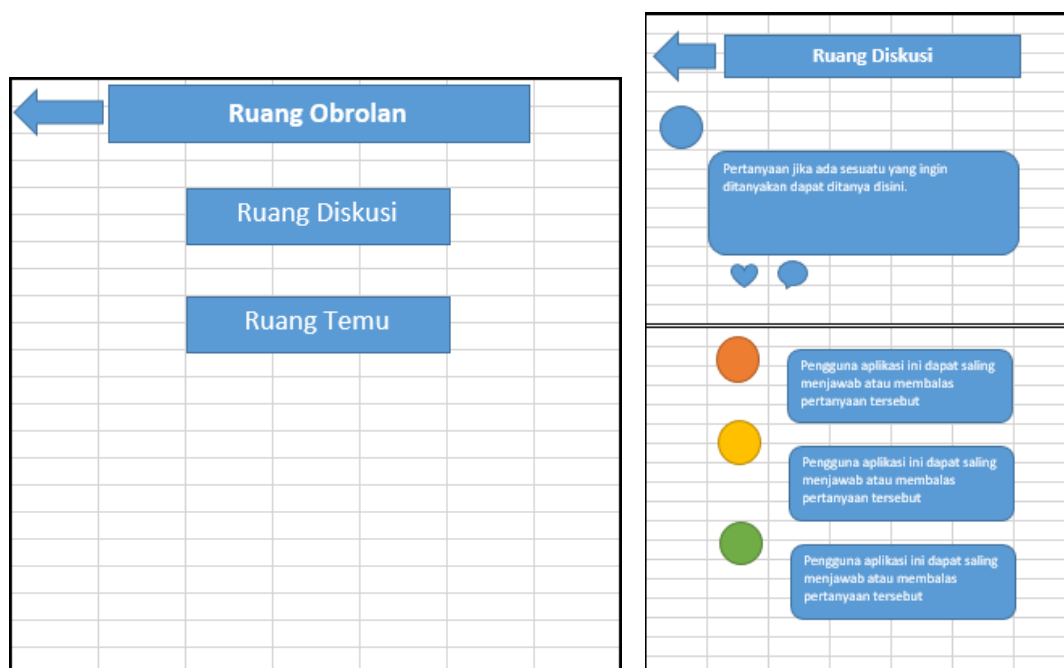 Ruang Obrolan
Ruang Diskusi
Ruang Temu
Ruang Diskusi
Pertanyaan jika ada sesuatu yang ingin
ditanyakan dapat ditanya disini.
Pengguna aplikasi ini dapat saling
menjawab atau membalas
pertanyaan tersebut
Pengguna aplikasi ini dapat saling
menjawab atau membalas
pertanyaan tersebut
Pengguna aplikasi ini dapat saling
menjawab atau membalas
pertanyaan tersebut